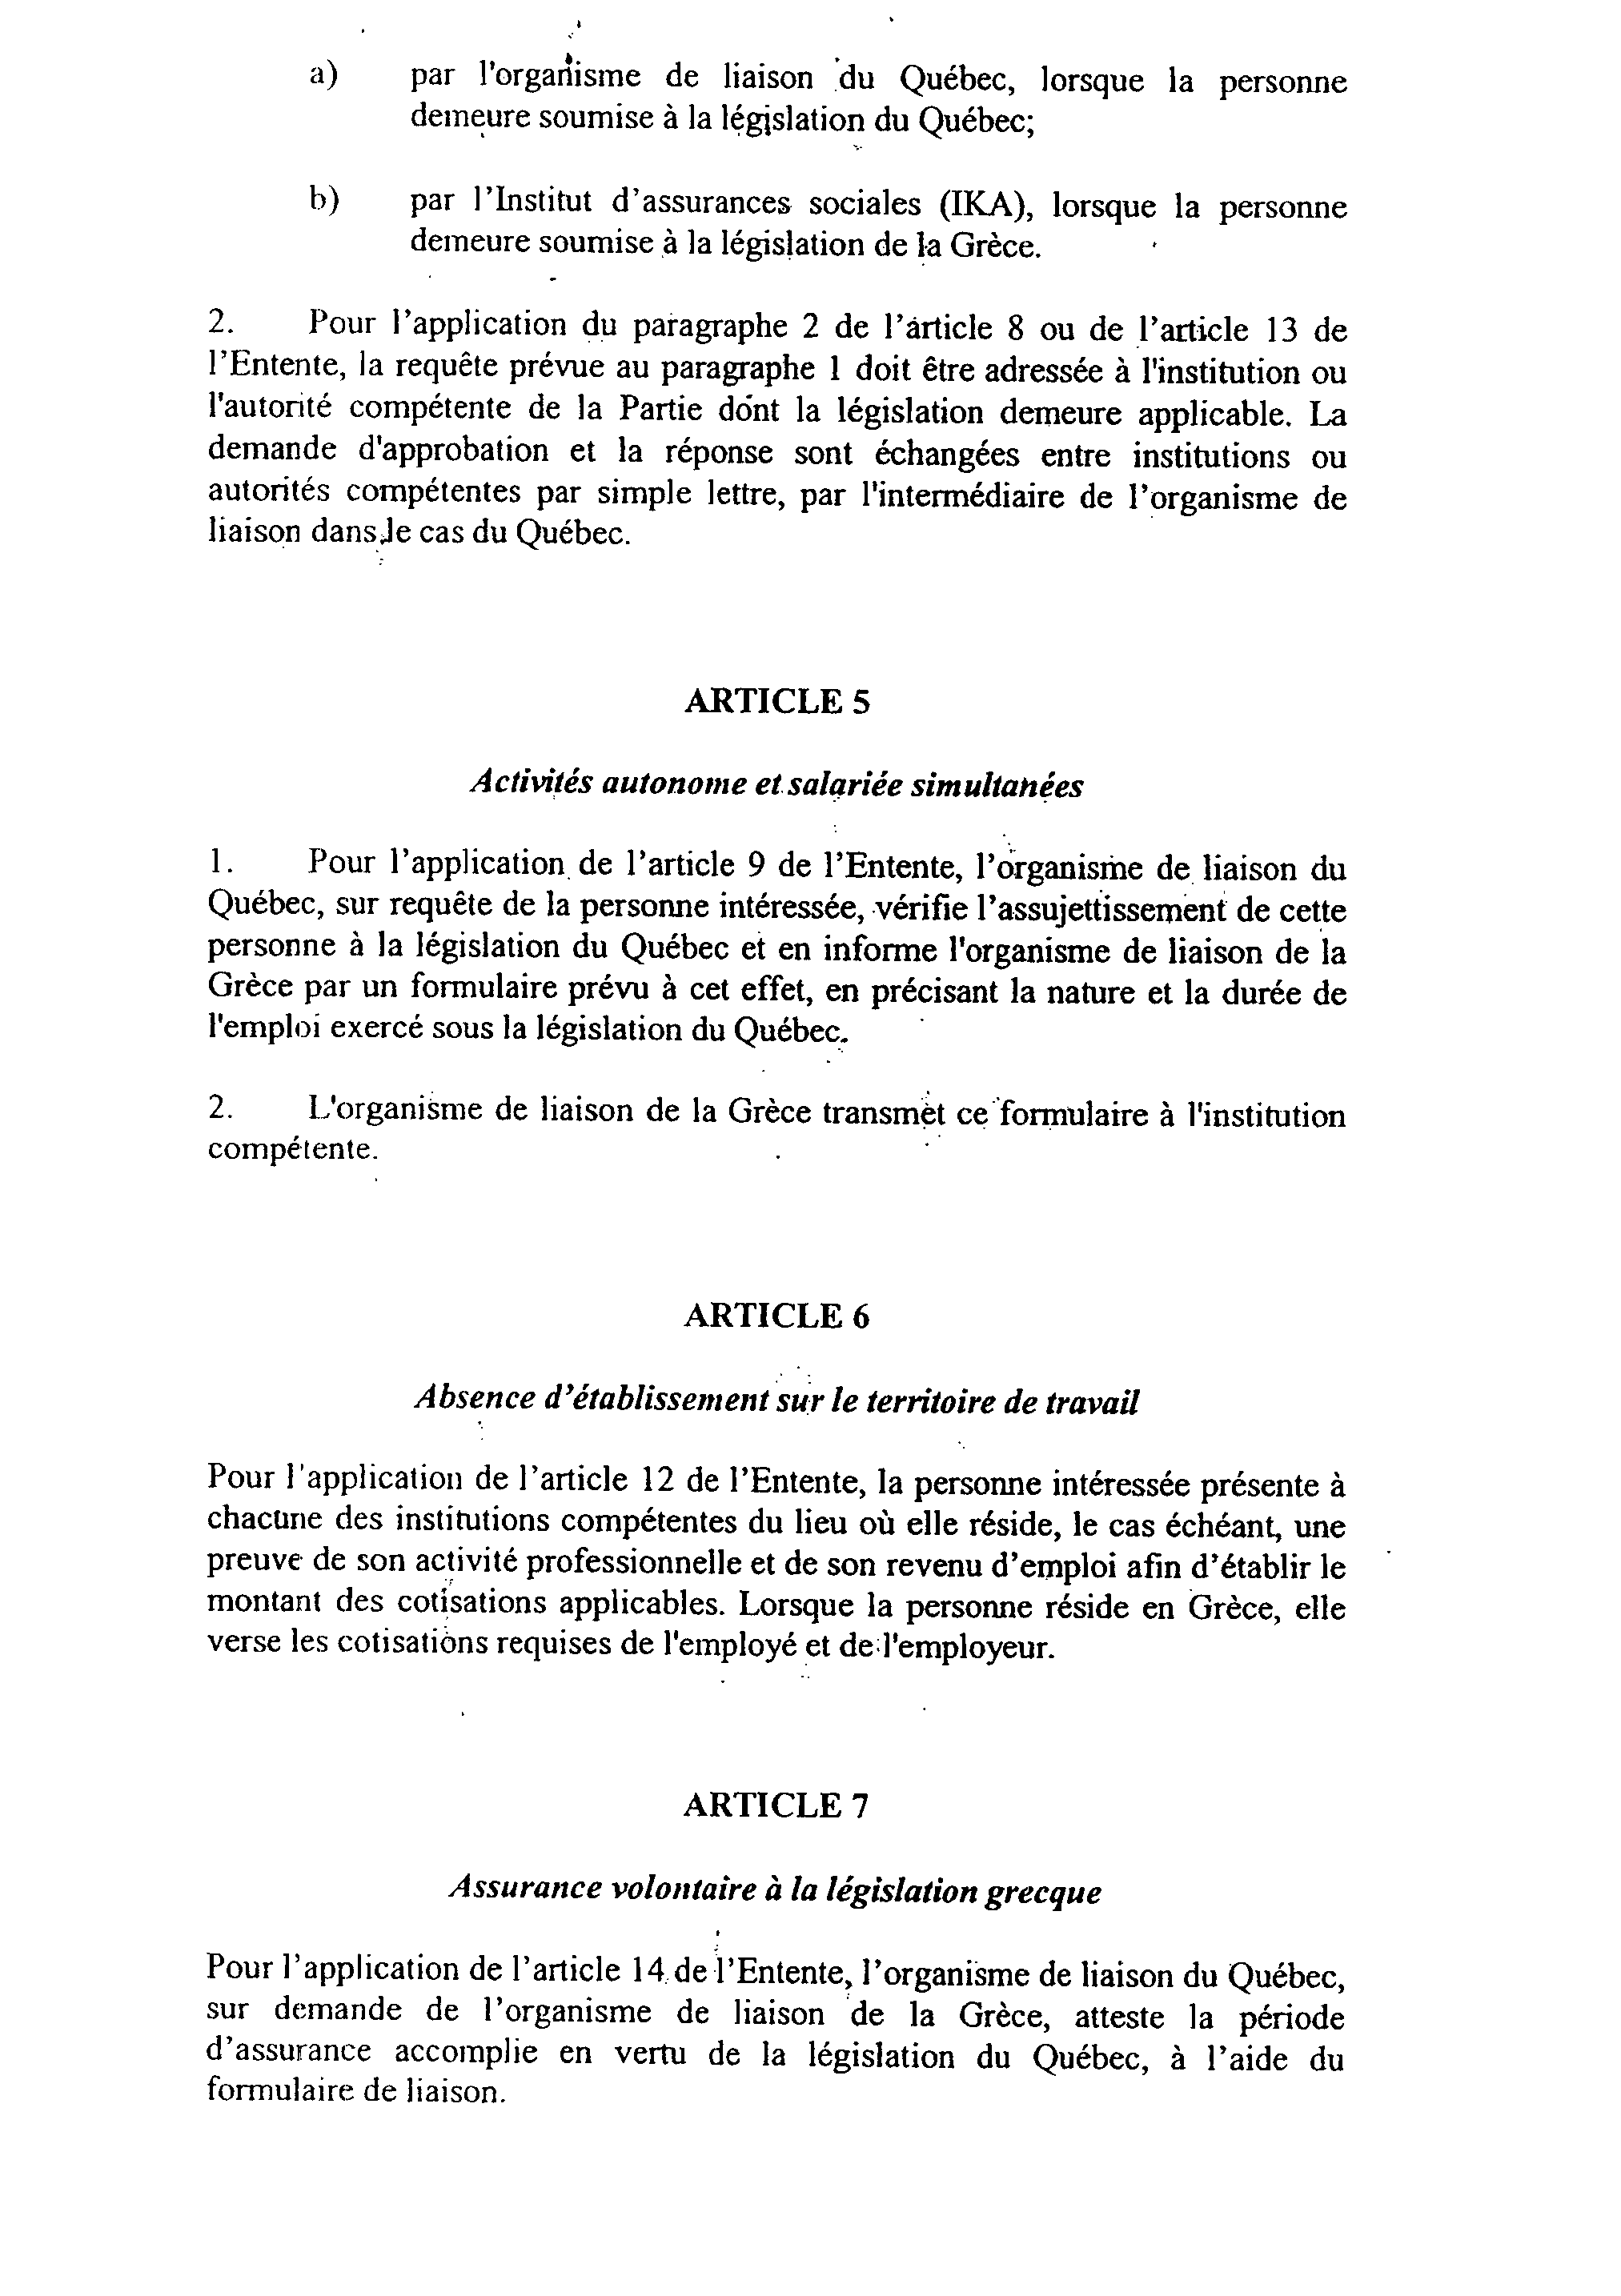 a) par l'organisme de liaison du Québec, lorsque la personne
demeure soumise à la législation du Québec;
b) par l’Institut d’assurances sociales (IKA), lorsque la personne
demeure soumise à la législation de la Grèce.
2. Pour l’application du paragraphe 2 de l’article 8 ou de l’article 13 de
l’Entente, la requête prévue au paragraphe 1 doit être adressée à l'institution ou
l'autorité compétente de la Partie dont la législation demeure applicable. La
demande d'approbation et la réponse sont échangées entre institutions ou
autorités compétentes par simple lettre, par l'intermédiaire de l’organisme de
liaison dans le cas du Québec.
ARTICLE 5
Activités autonome et salariée simultanées
1. Pour l’application de l’article 9 de l’Entente, l’organisme de liaison du
Québec, sur requête de la personne intéressée, vérifie l’assujettissement de cette
personne à la législation du Québec et en informe l'organisme de liaison de la
Grèce par un formulaire prévu à cet effet, en précisant la nature et la durée de
l'emploi exercé sous la législation du Québec.
2. L'organisme de liaison de la Grèce transmet ce formulaire à l'institution
compétente.
ARTICLE 6
Absence d’établissement sur le territoire de travail
Pour l'application de l’article 12 de l’Entente, la personne intéressée présente à
chacune des institutions compétentes du lieu où elle réside, le cas échéant, une
preuve de son activité professionnelle et de son revenu d’emploi afin d’établir le
montant des cotisations applicables. Lorsque la personne réside en Grèce, elle
verse les cotisations requises de l'employé et de l'employeur.
ARTICLE 7
Assurance volontaire à la législation grecque
Pour l’application de l’article 14 de l’Entente, l’organisme de liaison du Québec,
sur demande de l’organisme de liaison de la Grèce, atteste la période
d’assurance accomplie en vertu de la législation du Québec, à l’aide du
formulaire de liaison.